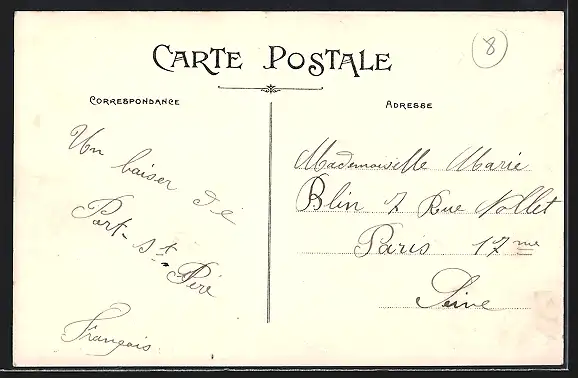 CARTE POSTALE
8
CORRESPONDANCE
ADRESSE
Un baiser de
Port-St-Père
François
Mademoiselle Marie
Blin 7 Rue Nollet
Paris 17me
Seine